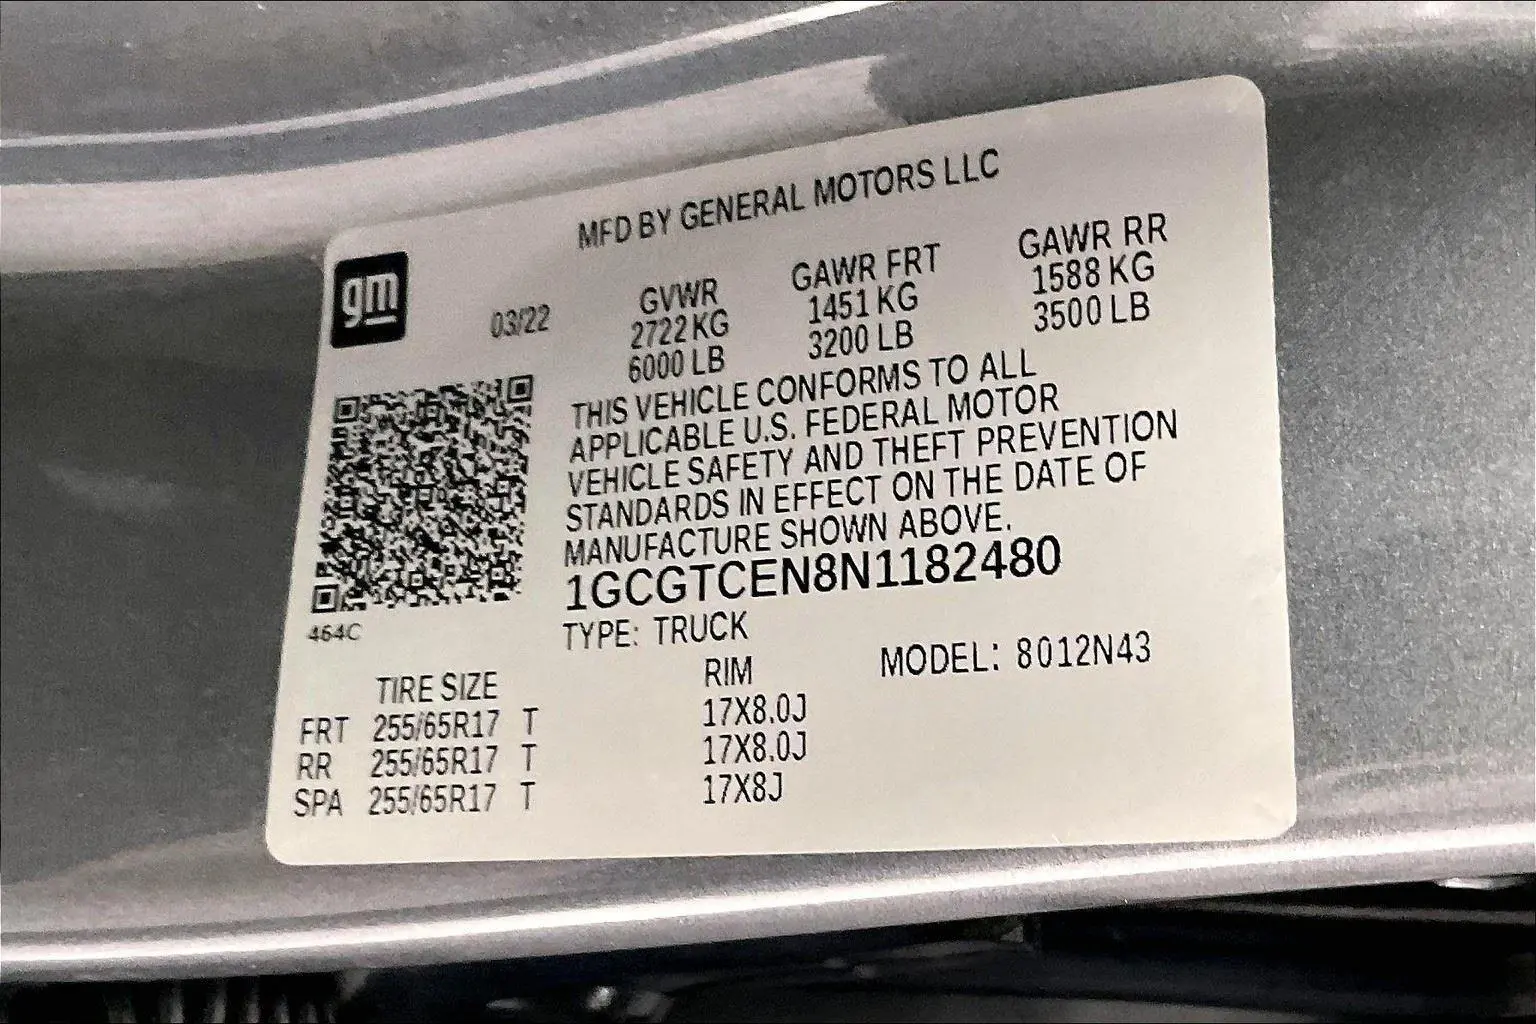 MFD BY GENERAL MOTORS LLC
gm
03/22
GVWR
2722 KG
6000 LB
GAWR FRT
1451 KG
3200 LB
GAWR RR
1588 KG
3500 LB
THIS VEHICLE CONFORMS TO ALL
APPLICABLE U.S. FEDERAL MOTOR
VEHICLE SAFETY AND THEFT PREVENTION
STANDARDS IN EFFECT ON THE DATE OF
MANUFACTURE SHOWN ABOVE.
1GCGTCEN8N1182480
464C
TYPE: TRUCK
MODEL: 8012N43
TIRE SIZE RIM
FRT 255/65R17 T 17X8.0J
RR 255/65R17 T 17X8.0J
SPA 255/65R17 T 17X8J